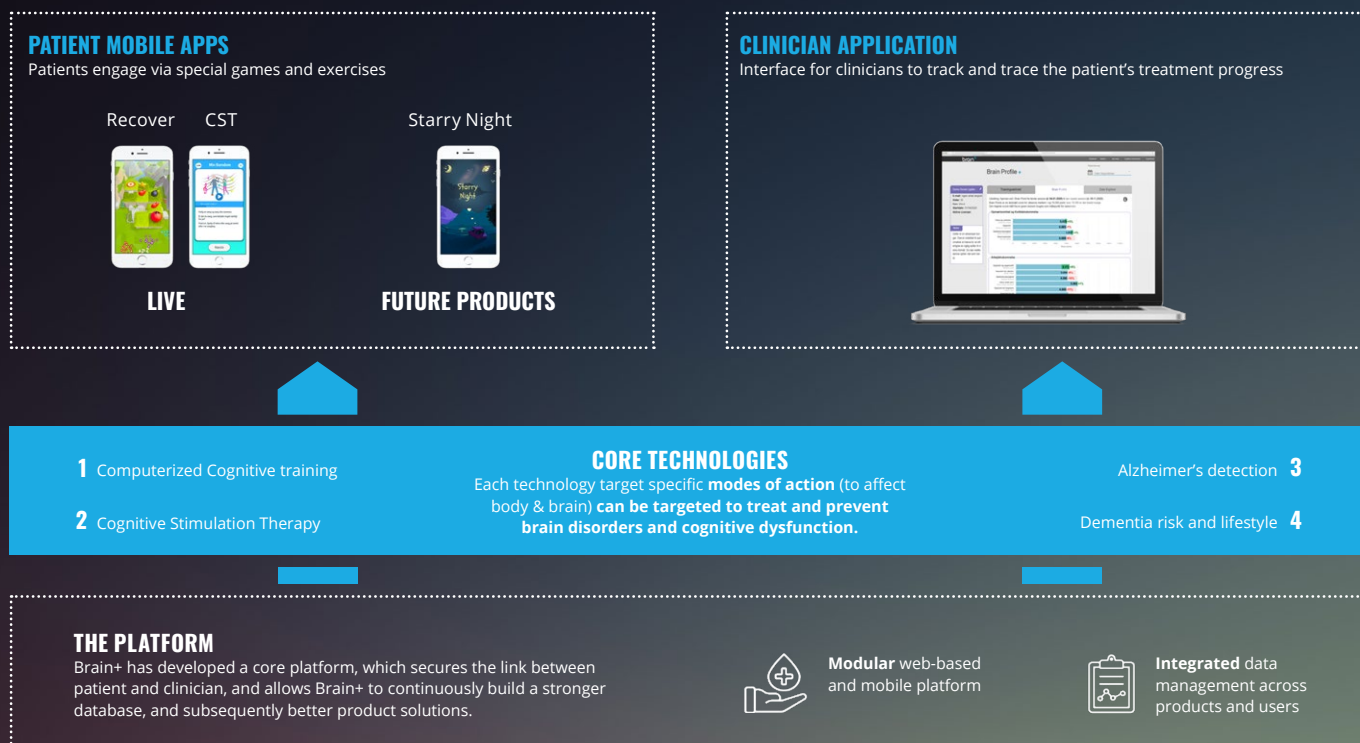 PATIENT MOBILE APPS
Patients engage via special games and exercises
Recover
CST
Starry Night
Starry
Night
LIVE
FUTURE PRODUCTS
CLINICIAN APPLICATION
Interface for clinicians to track and trace the patient's treatment progress
Brain Profile
1 Computerized Cognitive training
2 Cognitive Stimulation Therapy
CORE TECHNOLOGIES
Each technology target specific modes of action (to affect
body & brain) can be targeted to treat and prevent
brain disorders and cognitive dysfunction.
Alzheimer's detection 3
Dementia risk and lifestyle 4
THE PLATFORM
Brain+ has developed a core platform, which secures the link between
patient and clinician, and allows Brain+ to continuously build a stronger
database, and subsequently better product solutions.
Modular web-based
and mobile platform
Integrated data
management across
products and users